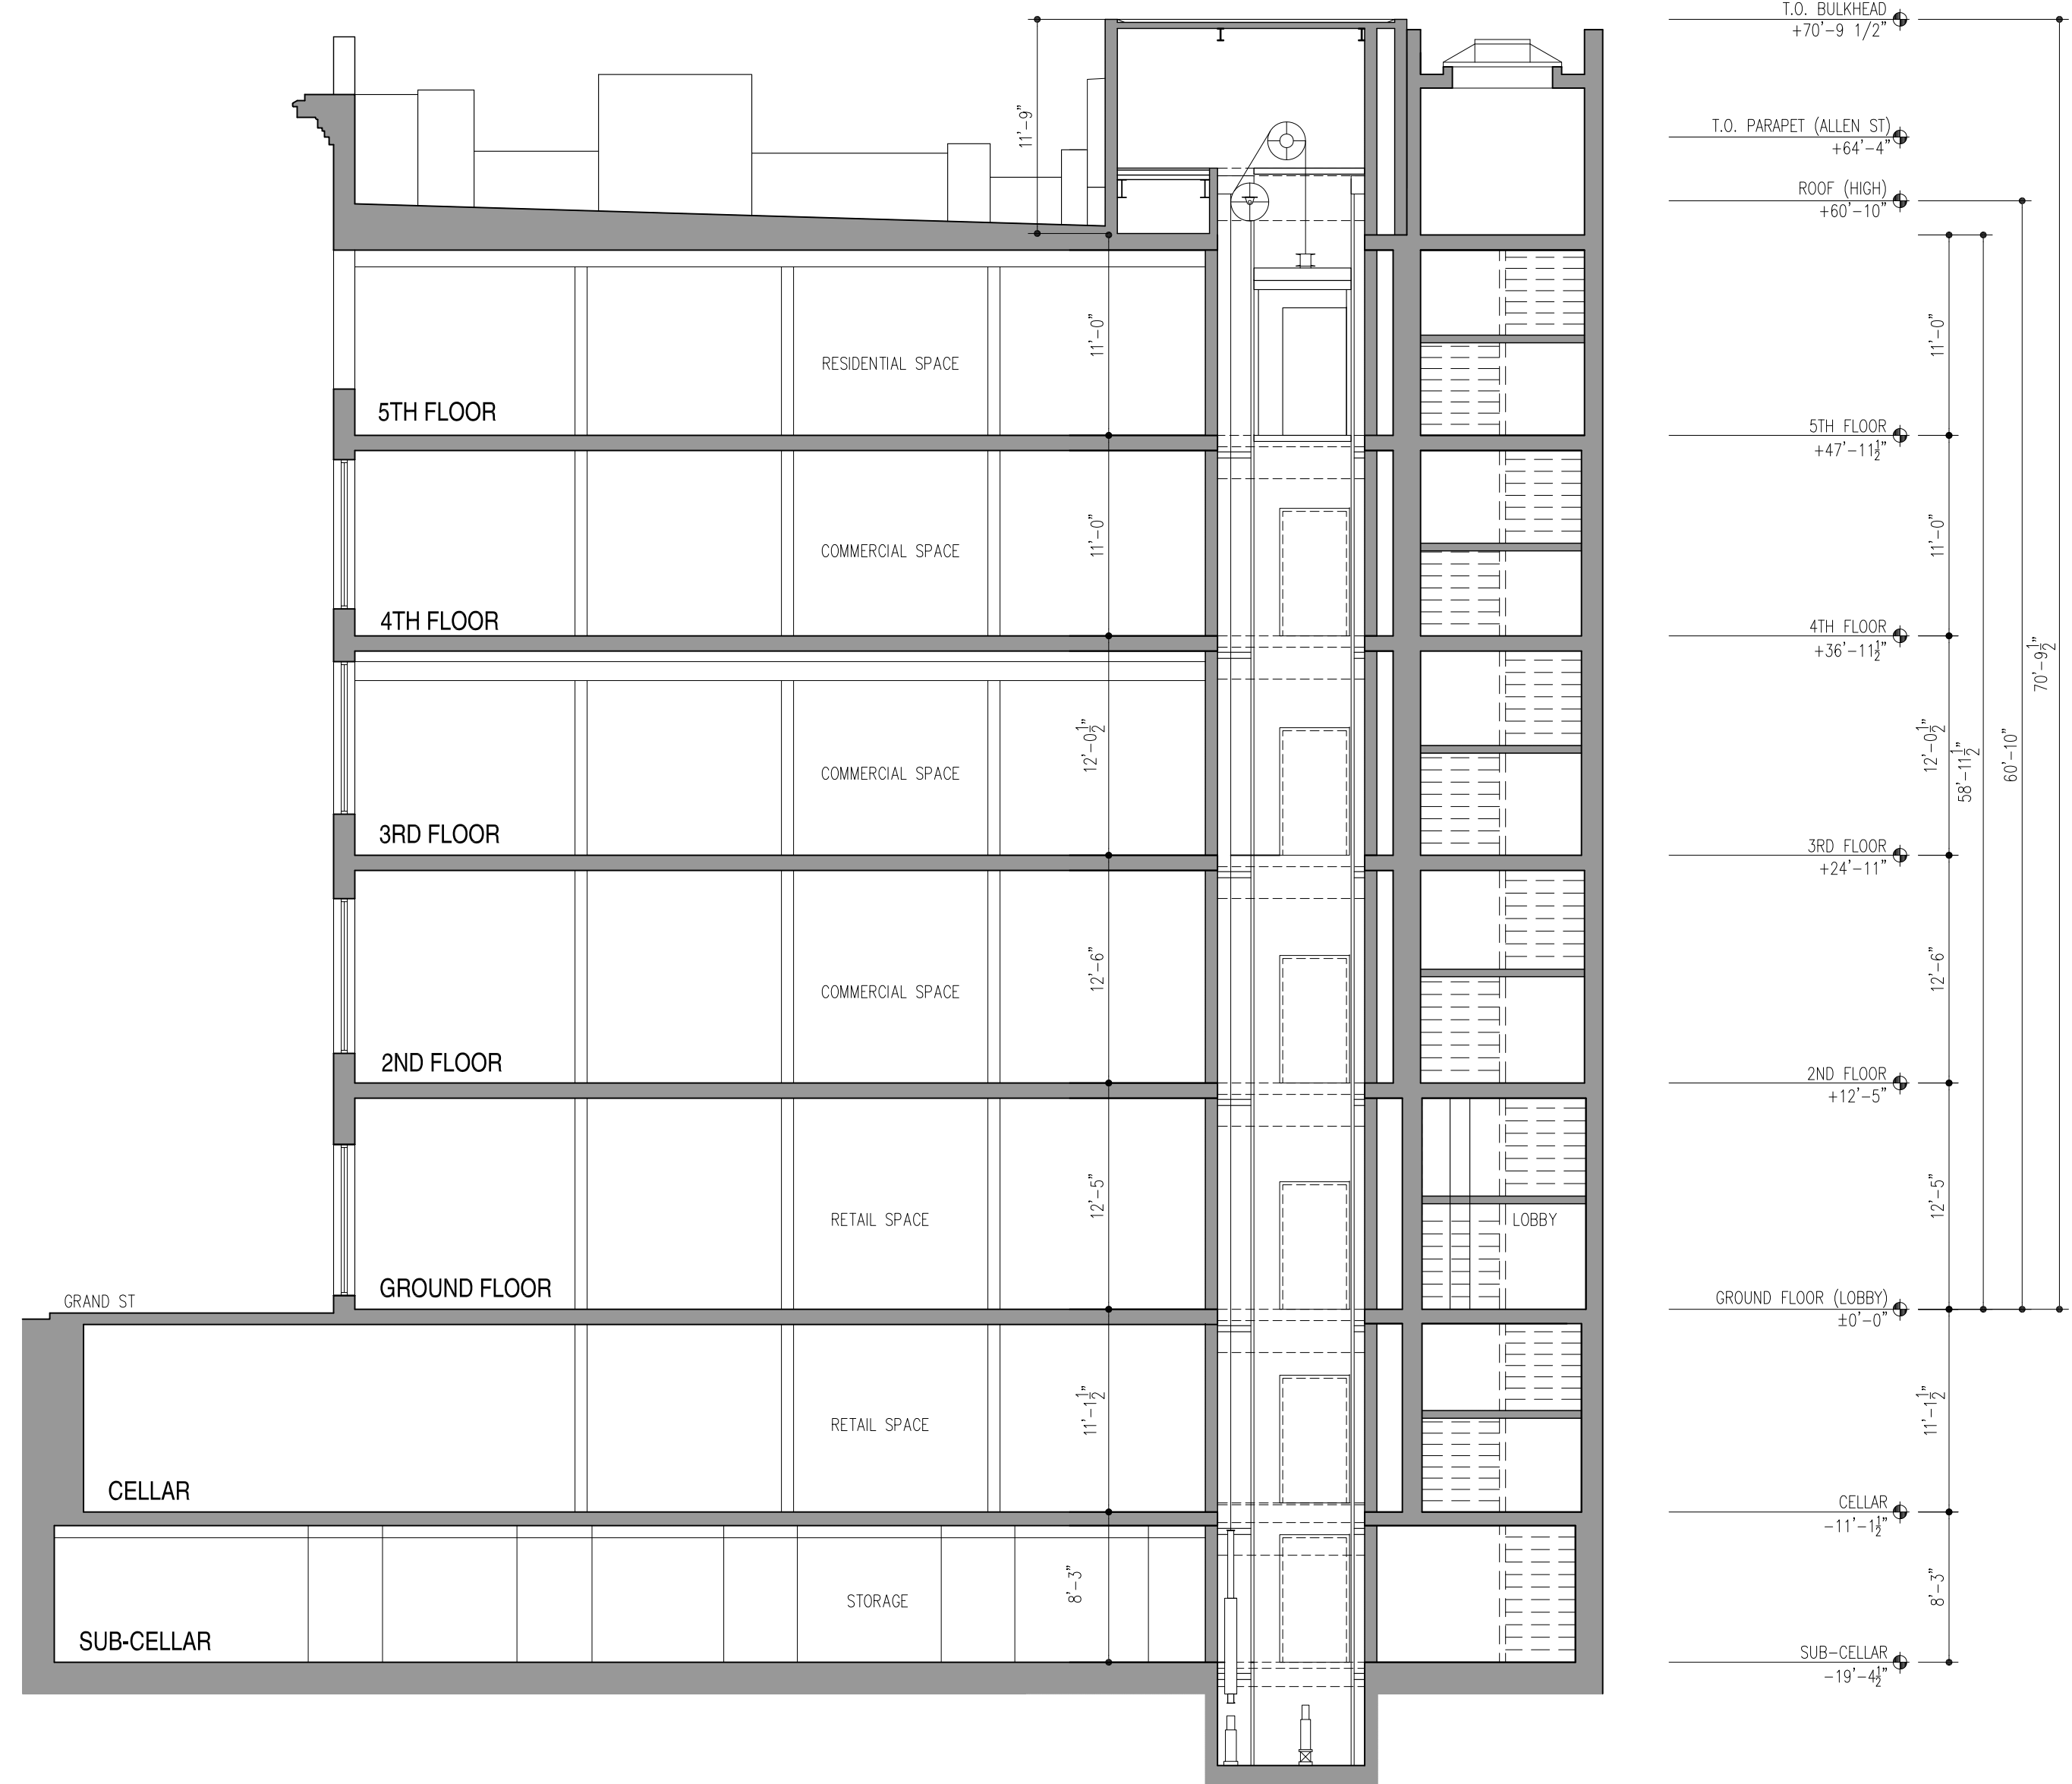 T.O. BULKHEAD
+70'-9 1/2"
11'-9"
T.O. PARAPET (ALLEN ST)
+64'-4"
ROOF (HIGH)
+60'-10"
11'-0"
11'-0"
RESIDENTIAL SPACE
5TH FLOOR
5TH FLOOR
+47'-11½"
COMMERCIAL SPACE
11'-0"
11'-0"
4TH FLOOR
4TH FLOOR
+36'-11½"
70'-9½"
COMMERCIAL SPACE
12'-0½"
12'-0½"
58'-11½"
60'-10"
3RD FLOOR
3RD FLOOR
+24'-11"
COMMERCIAL SPACE
12'-6"
12'-6"
2ND FLOOR
2ND FLOOR
+12'-5"
RETAIL SPACE
12'-5"
LOBBY
12'-5"
GROUND FLOOR
GRAND ST
GROUND FLOOR (LOBBY)
±0'-0"
RETAIL SPACE
11'-1½"
11'-1½"
CELLAR
CELLAR
-11'-1½"
STORAGE
8'-3"
8'-3"
SUB-CELLAR
SUB-CELLAR
-19'-4½"